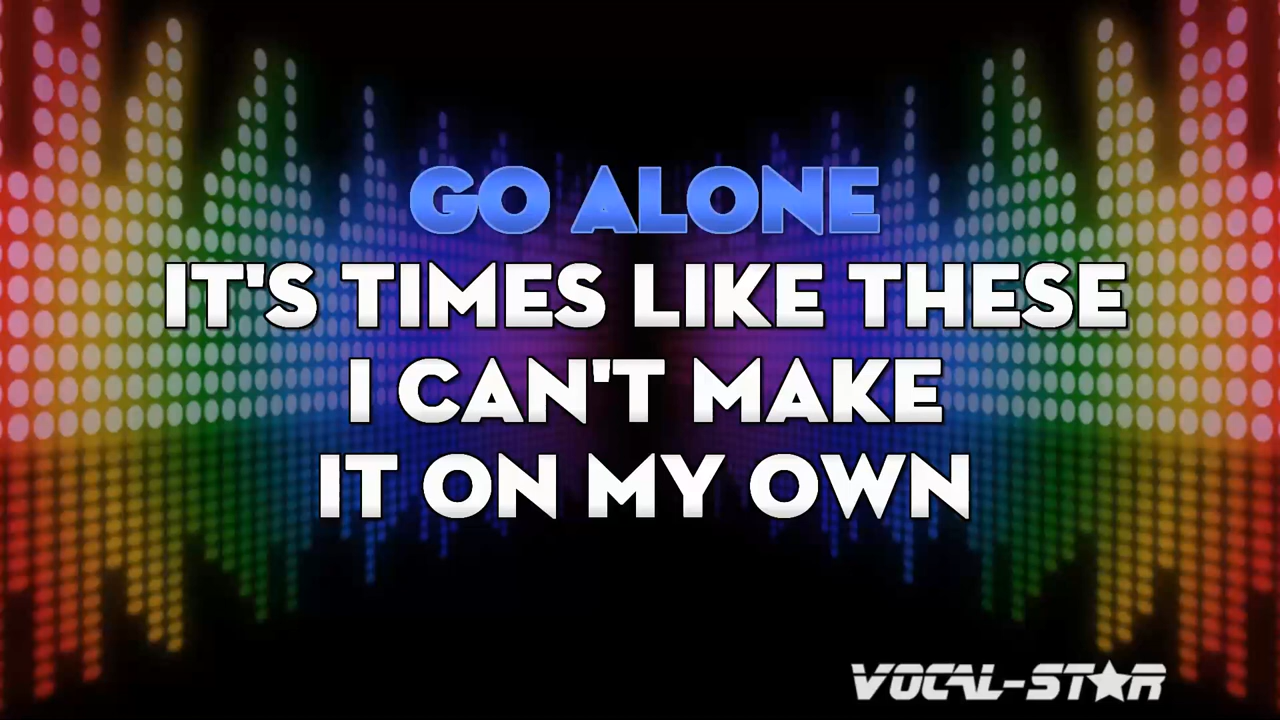 GO ALONE
IT'S TIMES LIKE THESE
I CAN'T MAKE
IT ON MY OWN
VOCAL-STAR